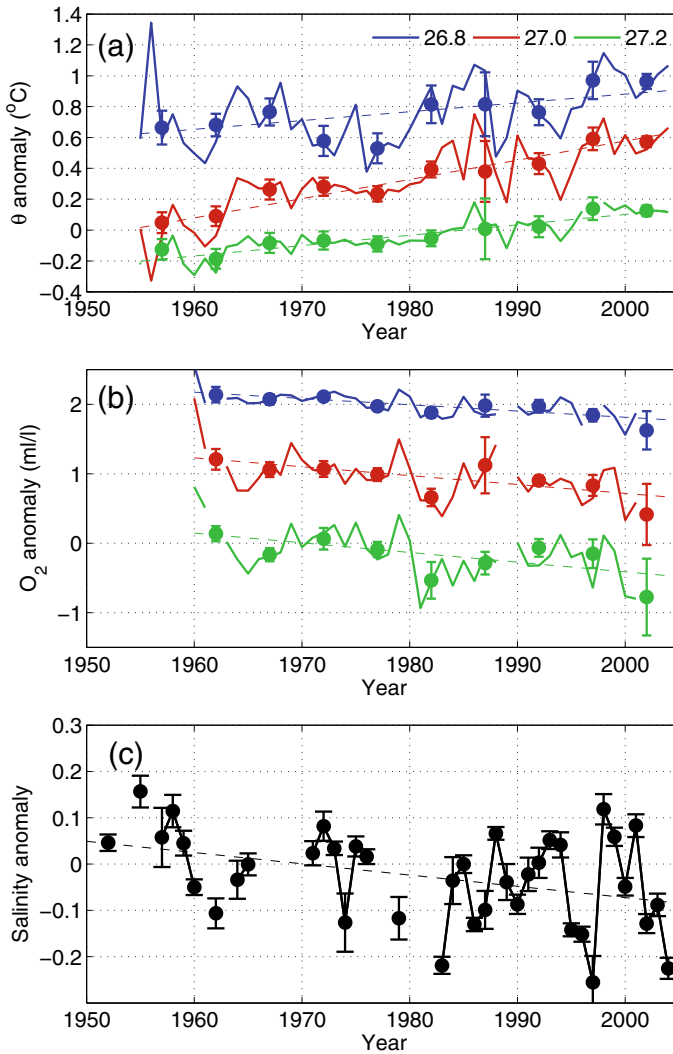 (a)
26.8 27.0 27.2
θ anomaly (°C)
1.4
1.2
1
0.8
0.6
0.4
0.2
0
−0.2
−0.4
1950 1960 1970 1980 1990 2000
Year
(b)
O2 anomaly (ml/l)
2
1
0
−1
1950 1960 1970 1980 1990 2000
Year
(c)
Salinity anomaly
0.3
0.2
0.1
0
−0.1
−0.2
1950 1960 1970 1980 1990 2000
Year